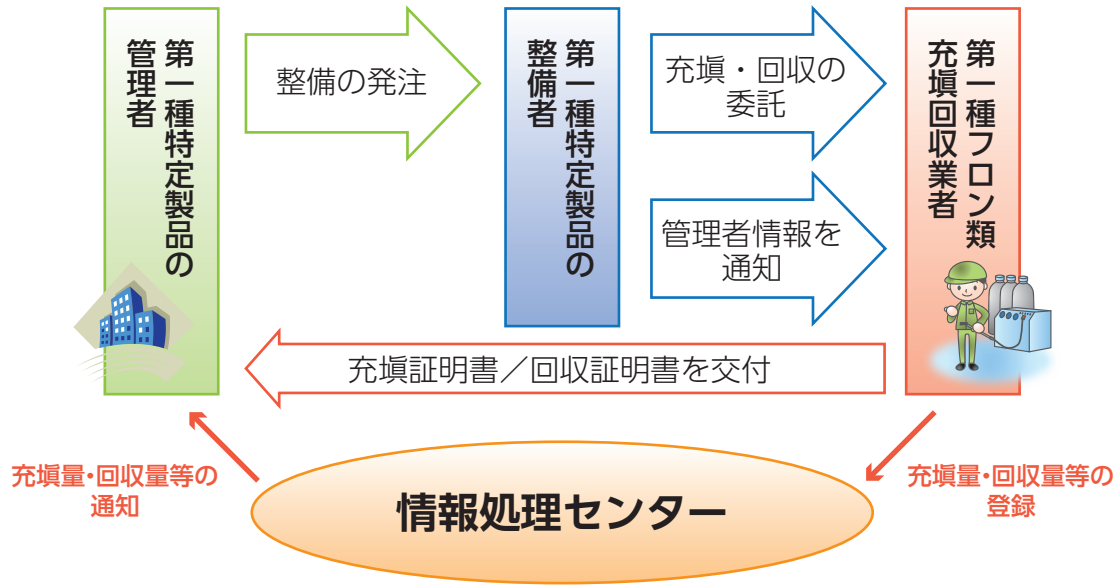 第一種特定製品の
管理者
整備の発注
第一種特定製品の
整備者
充塡・回収の
委託
管理者情報を
通知
第一種フロン類
充塡回収業者
充塡証明書／回収証明書を交付
充塡量・回収量等の
通知
情報処理センター
充塡量・回収量等の
登録